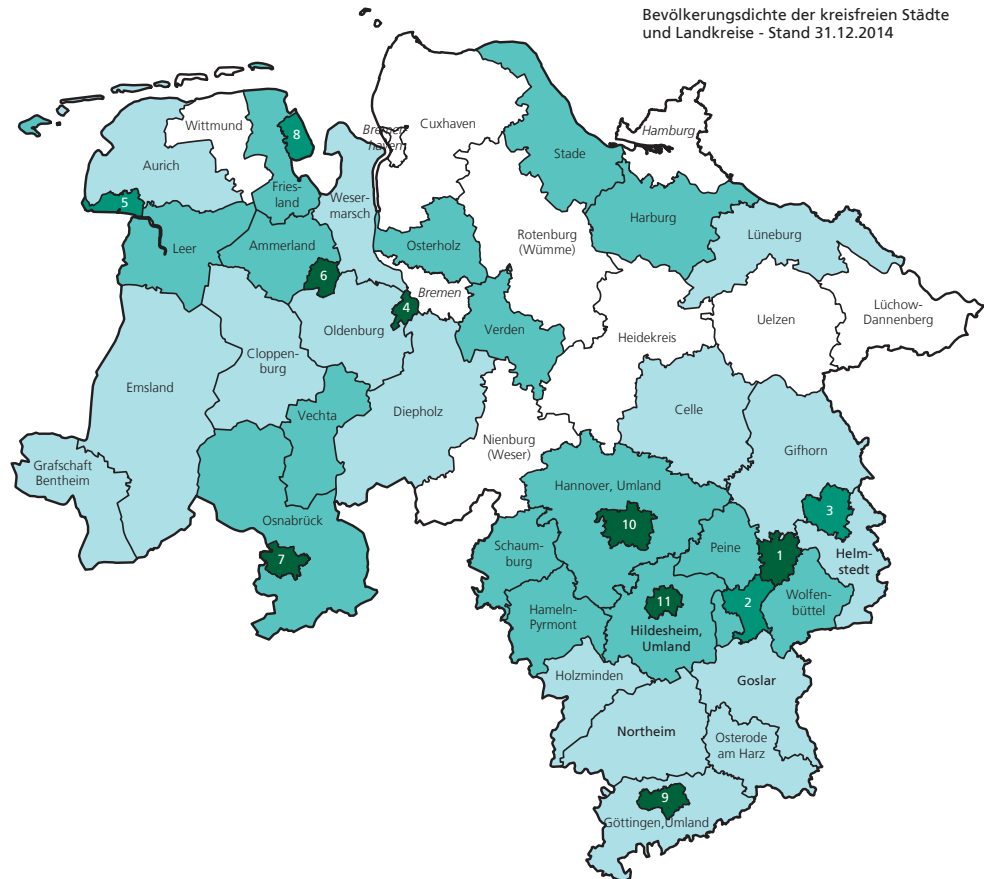 Bevölkerungsdichte der kreisfreien Städte
und Landkreise - Stand 31.12.2014
Wittmund
8
Bremer-
haven
Cuxhaven
Hamburg
Stade
Aurich
Fries-
land
Weser-
marsch
5
Harburg
Leer
Ammerland
Osterholz
Rotenburg
(Wümme)
Lüneburg
6
4
Bremen
Oldenburg
Verden
Heidekreis
Uelzen
Lüchow-
Dannenberg
Cloppen-
burg
Emsland
Vechta
Diepholz
Celle
Nienburg
(Weser)
Gifhorn
Grafschaft
Bentheim
Hannover, Umland
Osnabrück
10
3
7
Schaum-
burg
Peine
1
Helm-
stedt
Hameln-
Pyrmont
11
2
Wolfen-
büttel
Hildesheim,
Umland
Holzminden
Goslar
Northeim
Osterode
am Harz
9
Göttingen,Umland